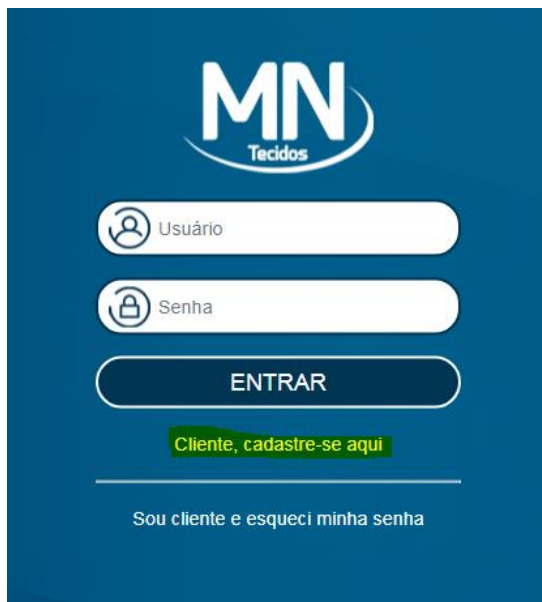 MN
Tecidos
Usuário
Senha
ENTRAR
Cliente, cadastre-se aqui
Sou cliente e esqueci minha senha